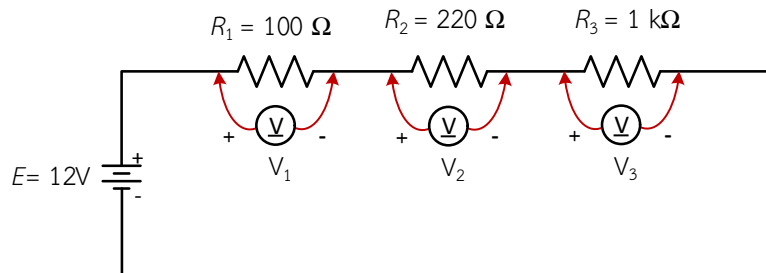 R₁ = 100 Ω
R₂ = 220 Ω
R₃ = 1 kΩ
+ V -
+ V -
+ V -
V₁
V₂
V₃
+
E= 12V
-